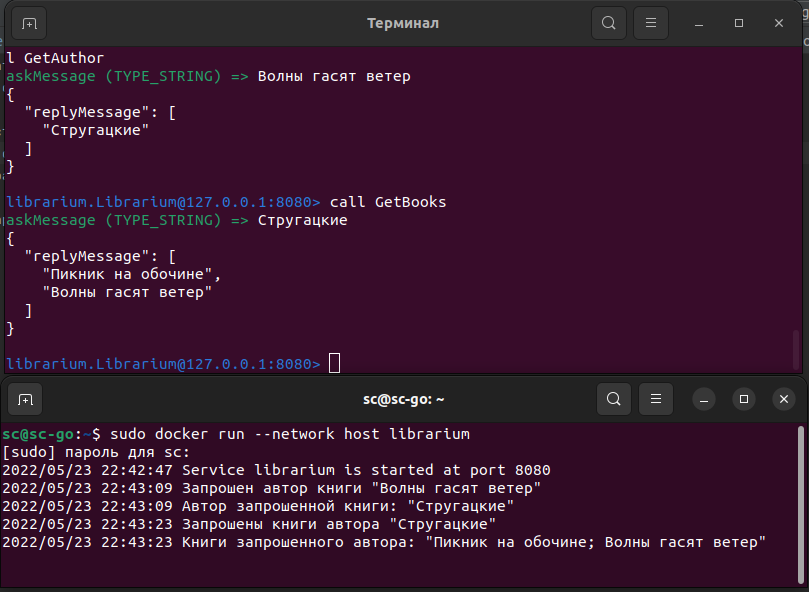 Терминал
l GetAuthor
askMessage (TYPE_STRING) => Волны гасят ветер
{
  "replyMessage": [
    "Стругацкие"
  ]
}
librarium.Librarium@127.0.0.1:8080> call GetBooks
askMessage (TYPE_STRING) => Стругацкие
{
  "replyMessage": [
    "Пикник на обочине",
    "Волны гасят ветер"
  ]
}
librarium.Librarium@127.0.0.1:8080>
sc@sc-go: ~
sc@sc-go:~$ sudo docker run --network host librarium
[sudo] пароль для sc:
2022/05/23 22:42:47 Service librarium is started at port 8080
2022/05/23 22:43:09 Запрошен автор книги "Волны гасят ветер"
2022/05/23 22:43:09 Автор запрошенной книги: "Стругацкие"
2022/05/23 22:43:23 Запрошены книги автора "Стругацкие"
2022/05/23 22:43:23 Книги запрошенного автора: "Пикник на обочине; Волны гасят ветер"